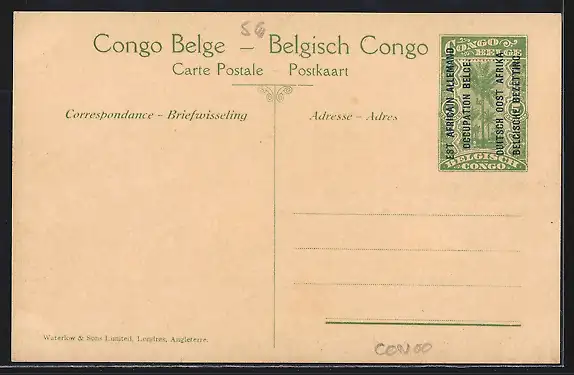 56
Congo Belge — Belgisch Congo
Carte Postale - Postkaart
Correspondance - Briefwisseling
Adresse - Adres
CONGO
BELGE
EST AFRICAIN ALLEMAND
OCCUPATION BELGE.
DUITSCH OOST AFRIKA
BELGISCHE BEZETTING.
BELGISCH
CONGO
Waterlow & Sons Limited, Londres, Angleterre.